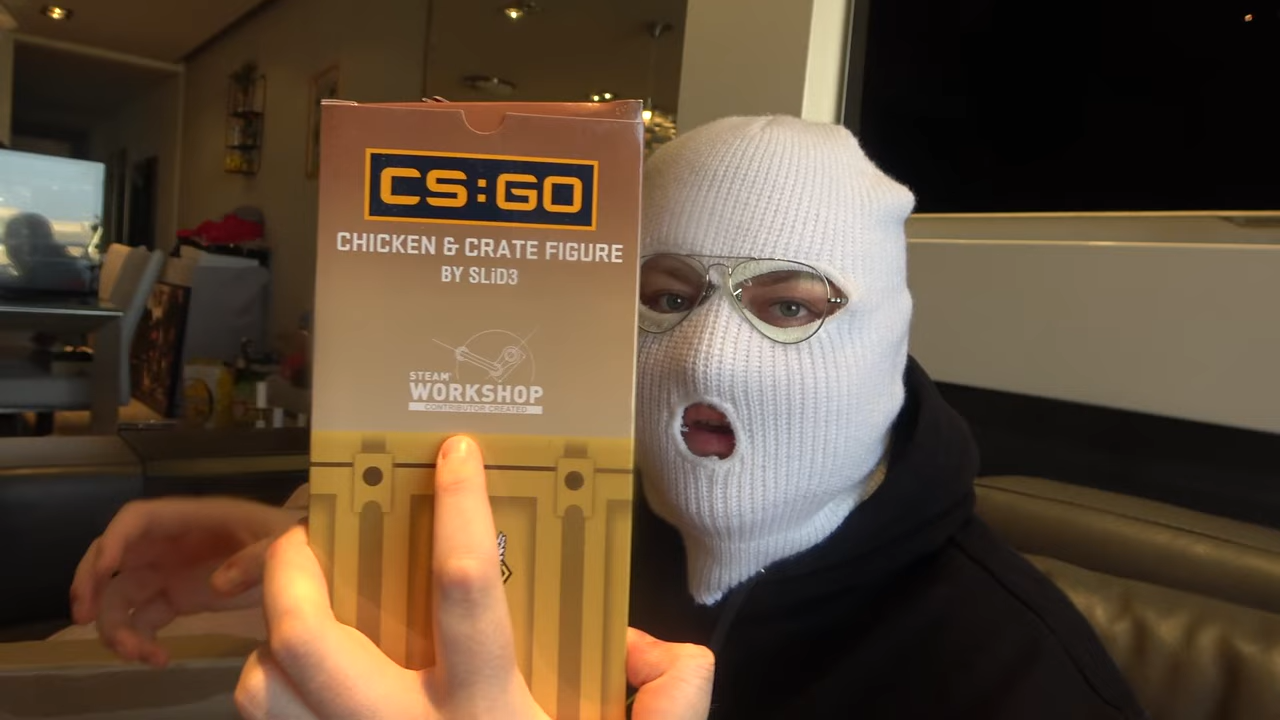 CS:GO
CHICKEN & CRATE FIGURE
BY SLiD3
STEAM
WORKSHOP
CONTRIBUTOR CREATED